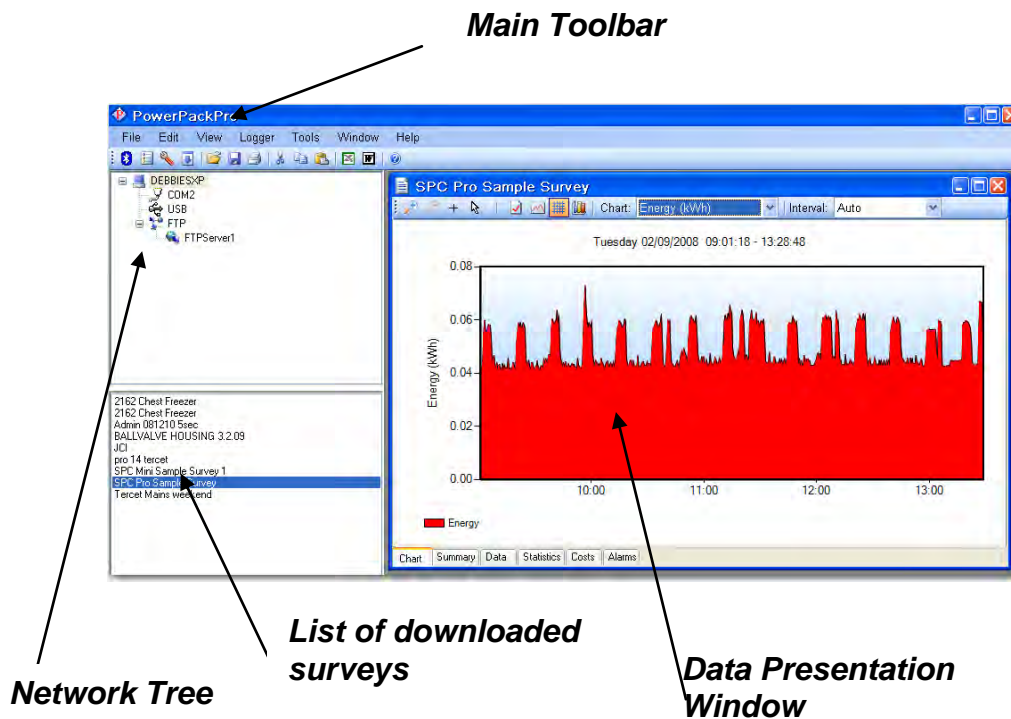 Main Toolbar
PowerPackPro
File Edit View Logger Tools Window Help
DEBBIESXP
COM2
USB
FTP
FTPServer1
SPC Pro Sample Survey
Chart: Energy (kWh) Interval: Auto
Tuesday 02/09/2008 09:01:18 - 13:28:48
0.08
0.06
0.04
0.02
0.00
Energy (kWh)
10:00 11:00 12:00 13:00
Energy
Chart Summary Data Statistics Costs Alarms
2162 Chest Freezer
2162 Chest Freezer
Admin 081210 5sec
BALLVALVE HOUSING 3.2.09
JCI
pro 14 tercet
SPC Mini Sample Survey 1
SPC Pro Sample Survey
Tercet Mains weekend
List of downloaded
surveys
Network Tree
Data Presentation
Window